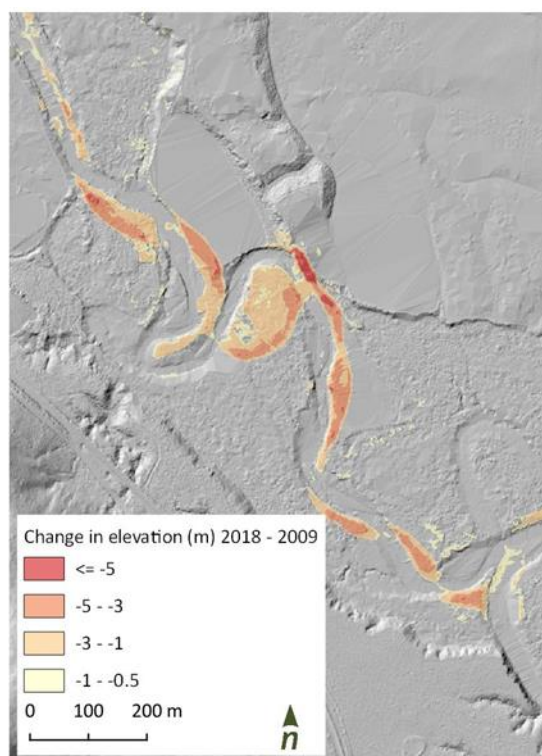 Change in elevation (m) 2018 - 2009
<= -5
-5 - -3
-3 - -1
-1 - -0.5
0 100 200 m
n